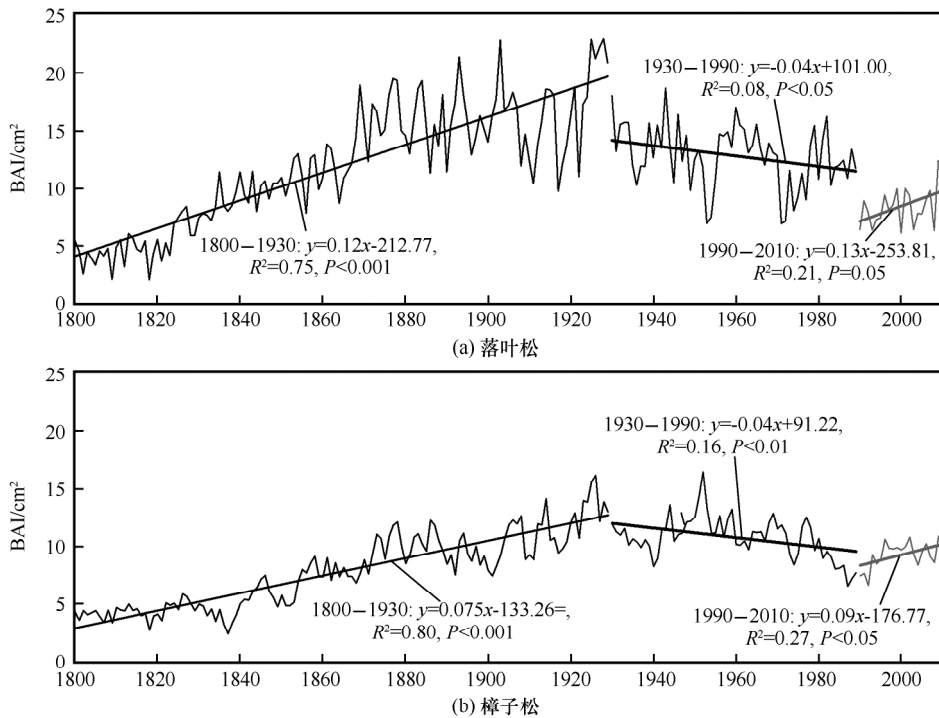 25
20
15
10
5
0
BAI/cm²
1930−1990: y=-0.04x+101.00,
R²=0.08, P<0.05
1800−1930: y=0.12x-212.77,
R²=0.75, P<0.001
1990−2010: y=0.13x-253.81,
R²=0.21, P=0.05
1800 1820 1840 1860 1880 1900 1920 1940 1960 1980 2000
(a) 落叶松
25
20
15
10
5
0
BAI/cm²
1930−1990: y=-0.04x+91.22,
R²=0.16, P<0.01
1800−1930: y=0.075x-133.26=,
R²=0.80, P<0.001
1990−2010: y=0.09x-176.77,
R²=0.27, P<0.05
1800 1820 1840 1860 1880 1900 1920 1940 1960 1980 2000
(b) 樟子松